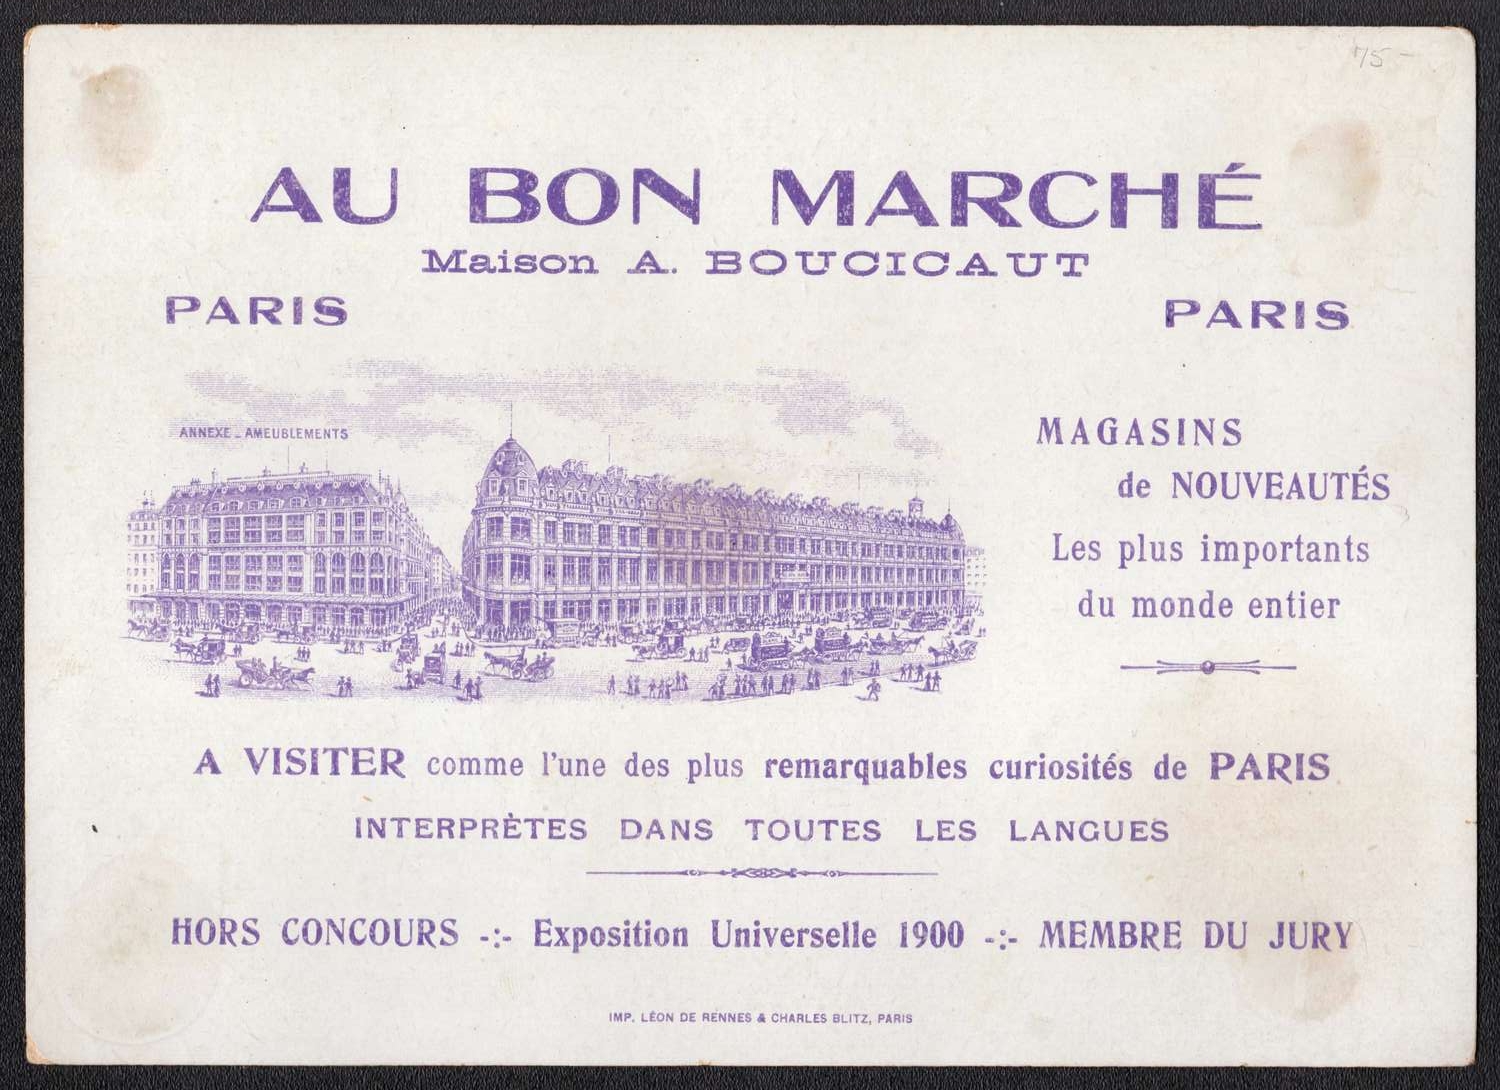 75-
AU BON MARCHÉ
Maison A. BOUCICAUT
PARIS PARIS
ANNEXE - AMEUBLEMENTS
MAGASINS
de NOUVEAUTÉS
Les plus importants
du monde entier
A VISITER comme l'une des plus remarquables curiosités de PARIS
INTERPRÈTES DANS TOUTES LES LANGUES
HORS CONCOURS -:- Exposition Universelle 1900 -:- MEMBRE DU JURY
IMP. LÉON DE RENNES & CHARLES BLITZ, PARIS